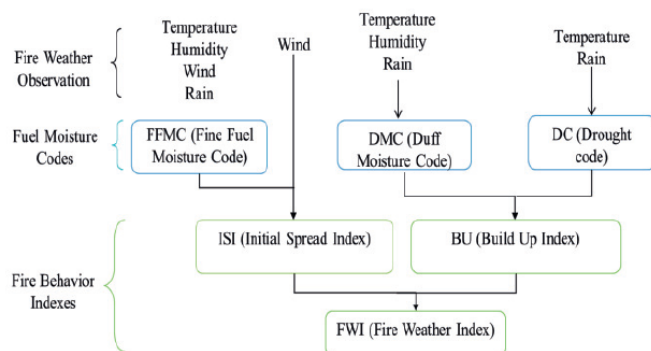 Fire Weather
Observation
Temperature
Humidity
Wind
Rain
Wind
Temperature
Humidity
Rain
Temperature
Rain
Fuel Moisture
Codes
FFMC (Finc Fuel
Moisture Code)
DMC (Duff
Moisture Code)
DC (Drought
code)
Fire Behavior
Indexes
ISI (Initial Spread Index)
BU (Build Up Index)
FWI (Fire Weather Index)